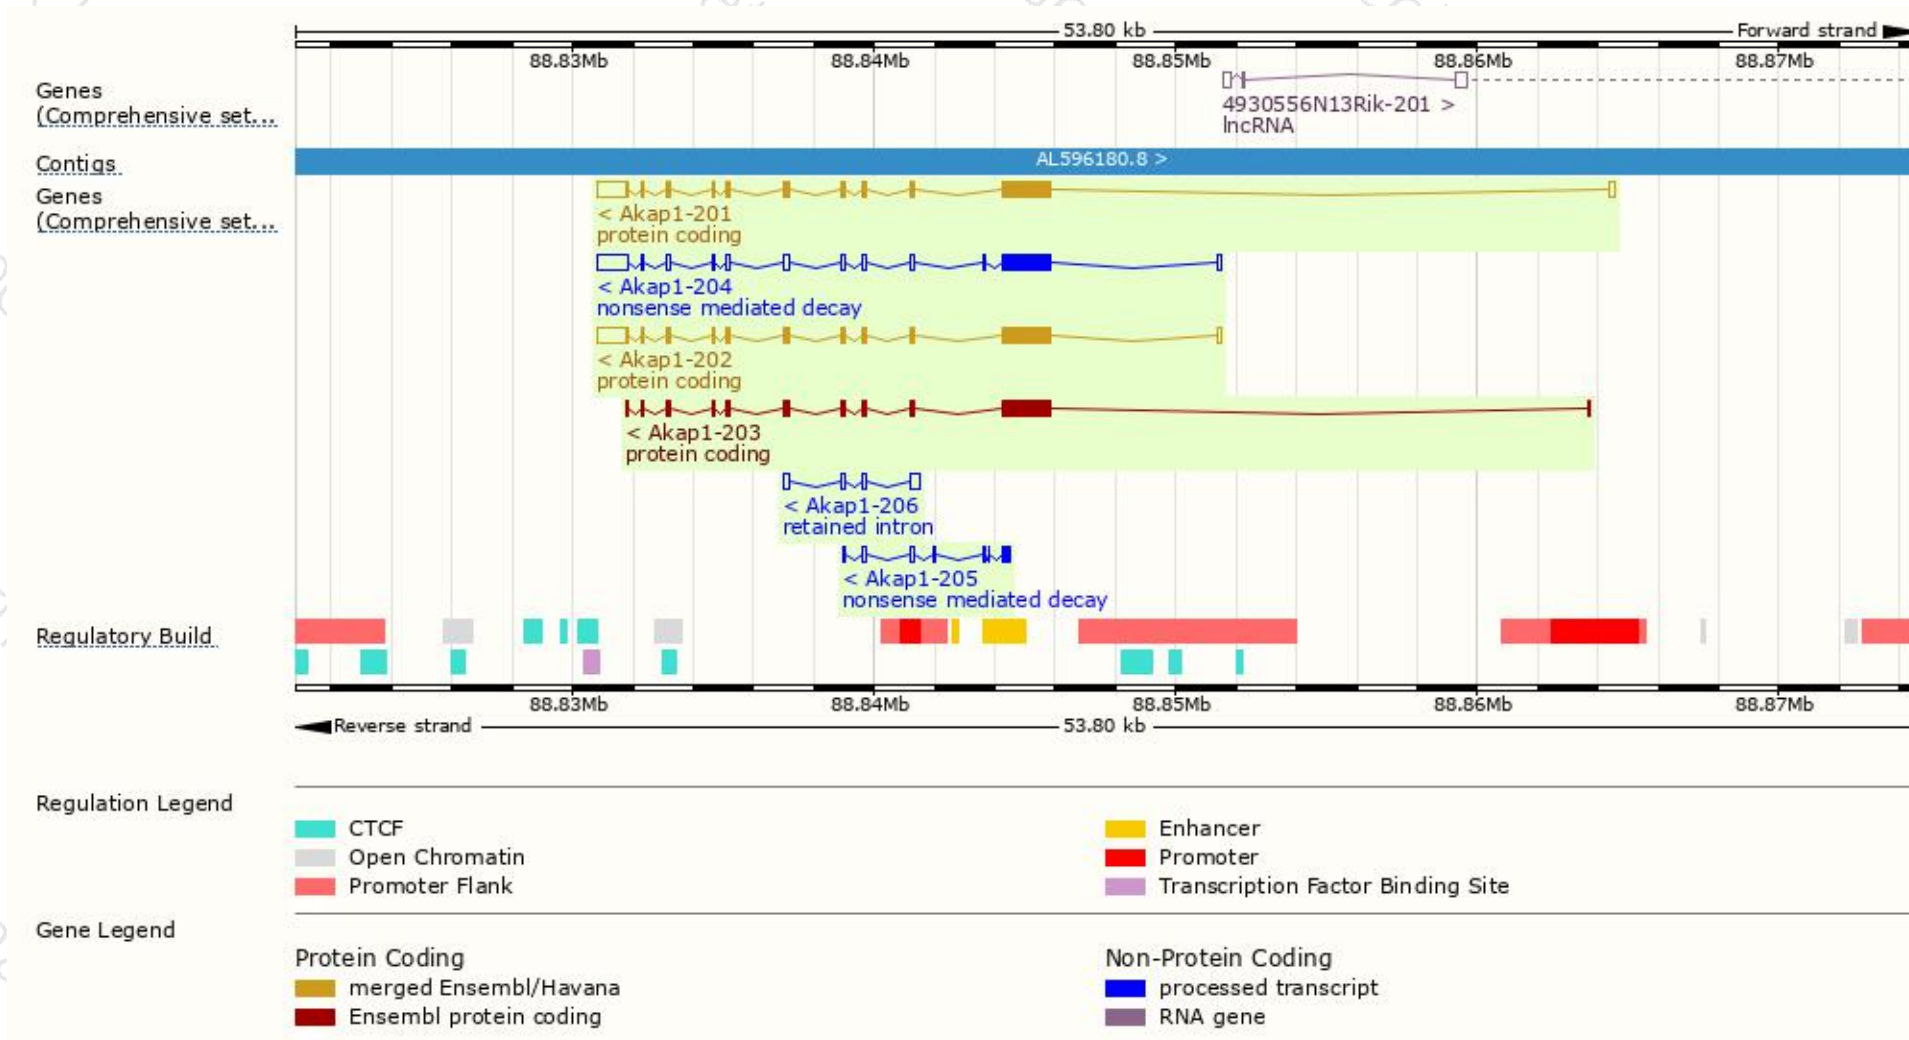 53.80 kb Forward strand
88.83Mb 88.84Mb 88.85Mb 88.86Mb 88.87Mb
Genes
(Comprehensive set...
4930556N13Rik-201 >
lncRNA
Contigs
AL596180.8 >
Genes
(Comprehensive set...
< Akap1-201
protein coding
< Akap1-204
nonsense mediated decay
< Akap1-202
protein coding
< Akap1-203
protein coding
< Akap1-206
retained intron
< Akap1-205
nonsense mediated decay
Regulatory Build
88.83Mb 88.84Mb 88.85Mb 88.86Mb 88.87Mb
Reverse strand 53.80 kb
Regulation Legend
CTCF Enhancer
Open Chromatin Promoter
Promoter Flank Transcription Factor Binding Site
Gene Legend
Protein Coding Non-Protein Coding
merged Ensembl/Havana processed transcript
Ensembl protein coding RNA gene